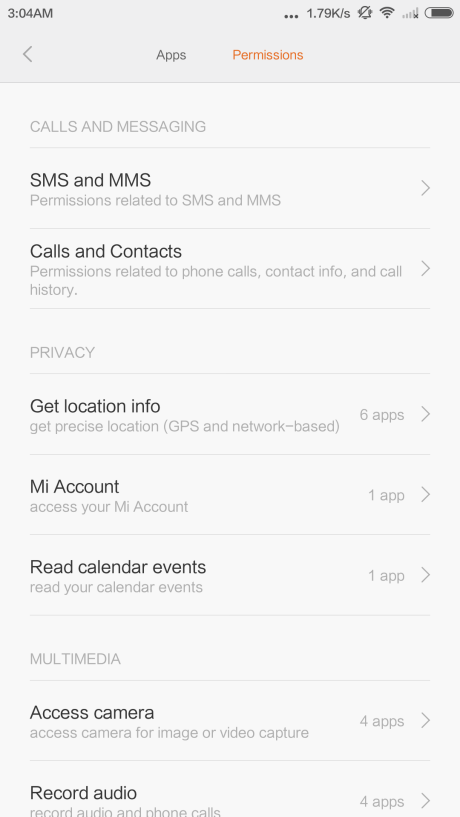 3:04AM ... 1.79K/s
Apps Permissions
CALLS AND MESSAGING
SMS and MMS
Permissions related to SMS and MMS
Calls and Contacts
Permissions related to phone calls, contact info, and call
history.
PRIVACY
Get location info
get precise location (GPS and network-based)
6 apps
Mi Account
access your Mi Account
1 app
Read calendar events
read your calendar events
1 app
MULTIMEDIA
Access camera
access camera for image or video capture
4 apps
Record audio
record audio and phone calls
4 apps